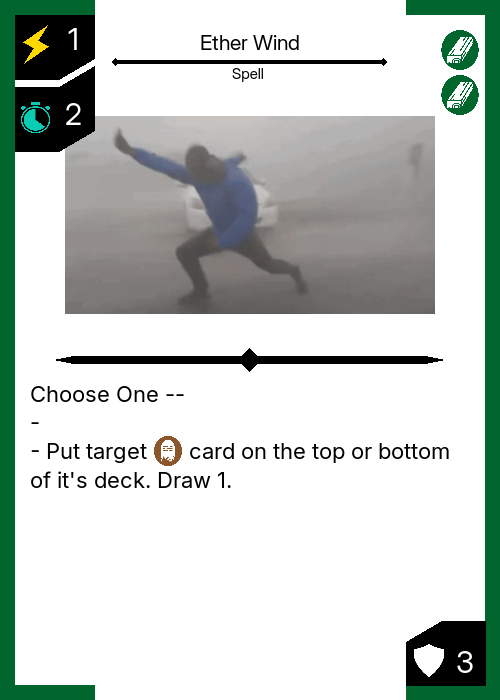 1
Ether Wind
Spell
2
Choose One --
-
- Put target card on the top or bottom
of it's deck. Draw 1.
3